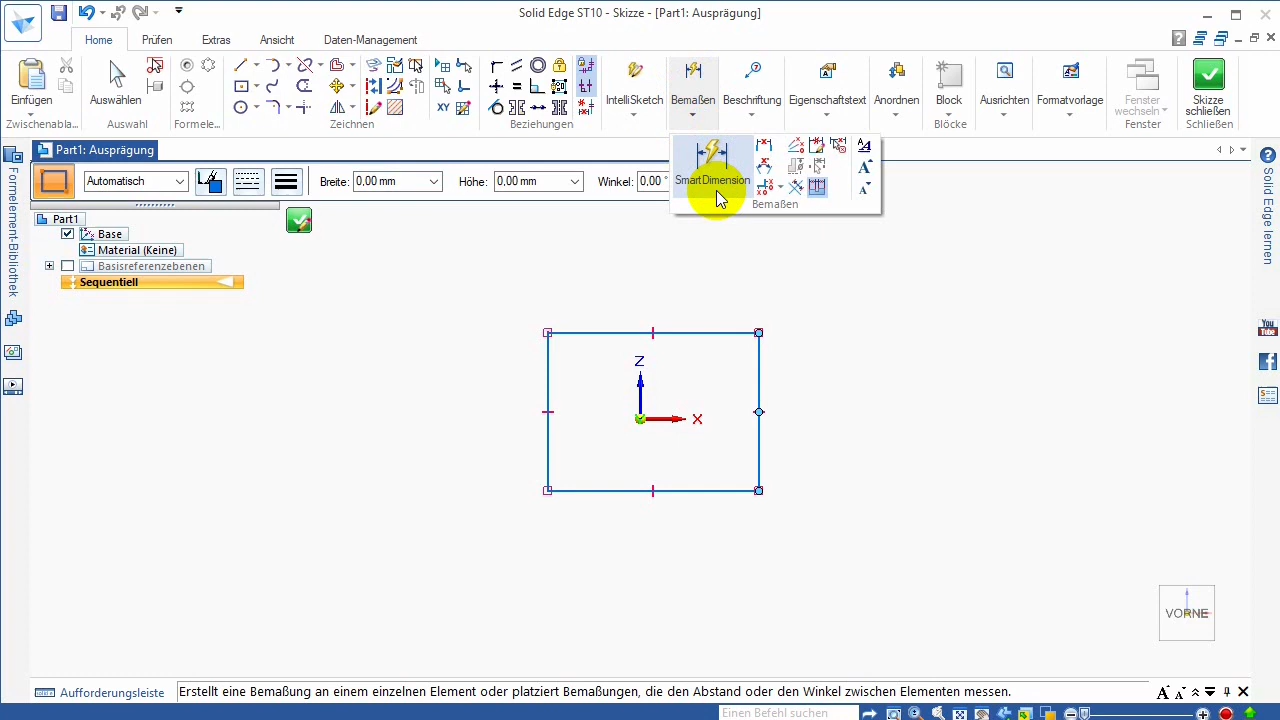 Solid Edge ST10 - Skizze - [Part1: Ausprägung]
Home
Prüfen
Extras
Ansicht
Daten-Management
Einfügen
Auswählen
IntelliSketch
Bemaßen
Beschriftung
Eigenschaftstext
Anordnen
Block
Ausrichten
Formatvorlage
Fenster
wechseln
Skizze
schließen
Zwischenabla...
Auswahl
Formele...
Zeichnen
Beziehungen
Blöcke
Fenster
Schließen
XY
SmartDimension
Bemaßen
A
A
A
Part1: Ausprägung
Automatisch
Breite:
0,00 mm
Höhe:
0,00 mm
Winkel:
0,00 °
Part1
Base
Material (Keine)
Basisreferenzebenen
Sequentiell
Formelement-Bibliothek
Solid Edge lernen
You
Tube
Z
X
VORNE
Aufforderungsleiste
Erstellt eine Bemaßung an einem einzelnen Element oder platziert Bemaßungen, die den Abstand oder den Winkel zwischen Elementen messen.
A
A
Einen Befehl suchen